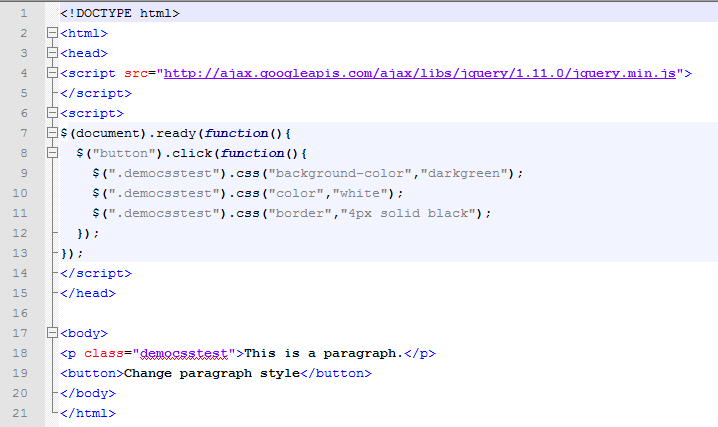 1 <!DOCTYPE html>
2 <html>
3 <head>
4 <script src="http://ajax.googleapis.com/ajax/libs/jquery/1.11.0/jquery.min.js">
5 </script>
6 <script>
7 $(document).ready(function(){
8   $("button").click(function(){
9     $(".democsstest").css("background-color","darkgreen");
10     $(".democsstest").css("color","white");
11     $(".democsstest").css("border","4px solid black");
12   });
13 });
14 </script>
15 </head>
16
17 <body>
18 <p class="democsstest">This is a paragraph.</p>
19 <button>Change paragraph style</button>
20 </body>
21 </html>